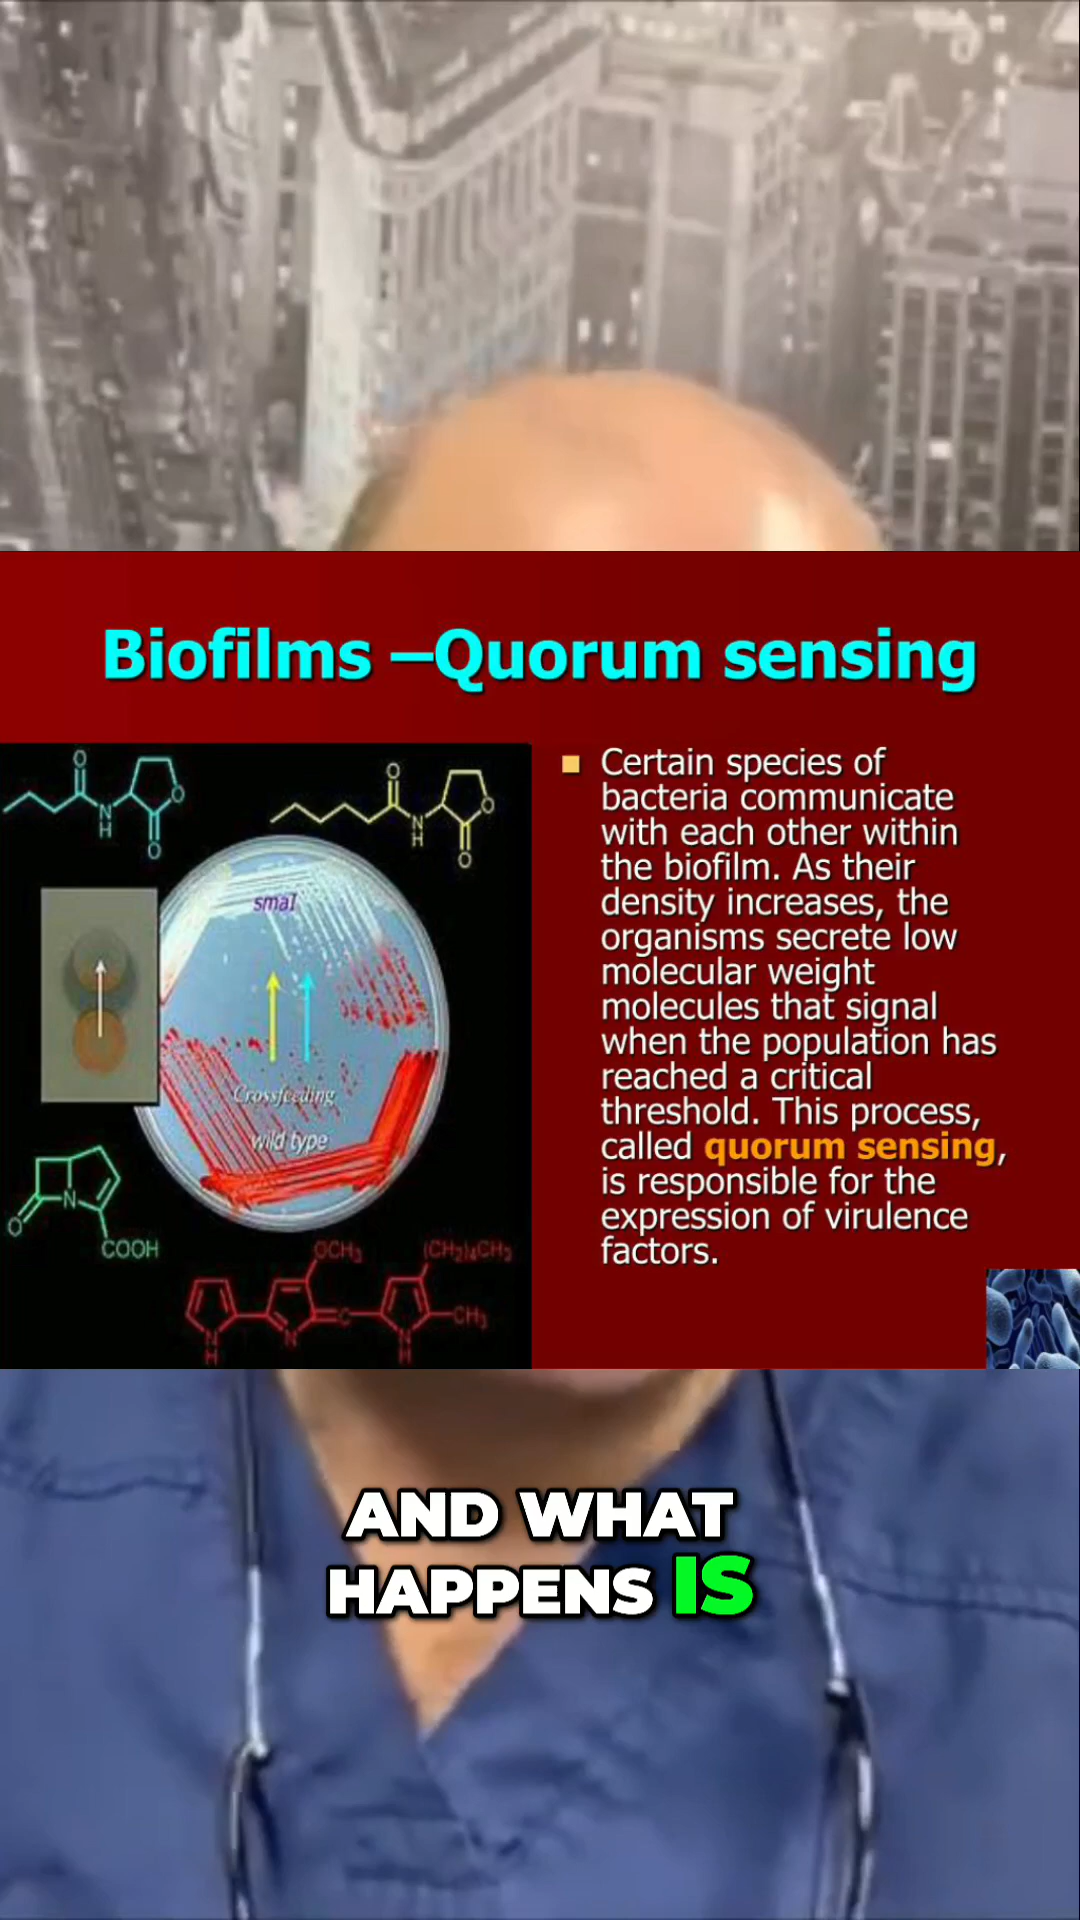 Biofilms –Quorum sensing
O
O
N
H
O
O
O
N
H
O
smaI
Crossfeeding
wild type
O
N
COOH
OCH₃
(CH₂)₄CH₃
N
H
N
C
N
H
CH₃
■ Certain species of
bacteria communicate
with each other within
the biofilm. As their
density increases, the
organisms secrete low
molecular weight
molecules that signal
when the population has
reached a critical
threshold. This process,
called quorum sensing,
is responsible for the
expression of virulence
factors.
AND WHAT
HAPPENS IS